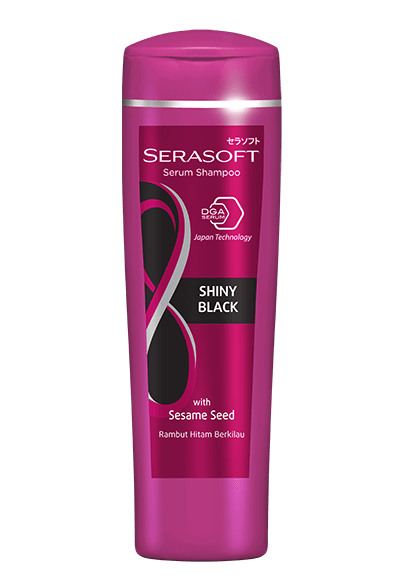 セラソフト
SERASOFT
Serum Shampoo
DGA
SERUM
Japan Technology
SHINY
BLACK
with
Sesame Seed
Rambut Hitam Berkilau